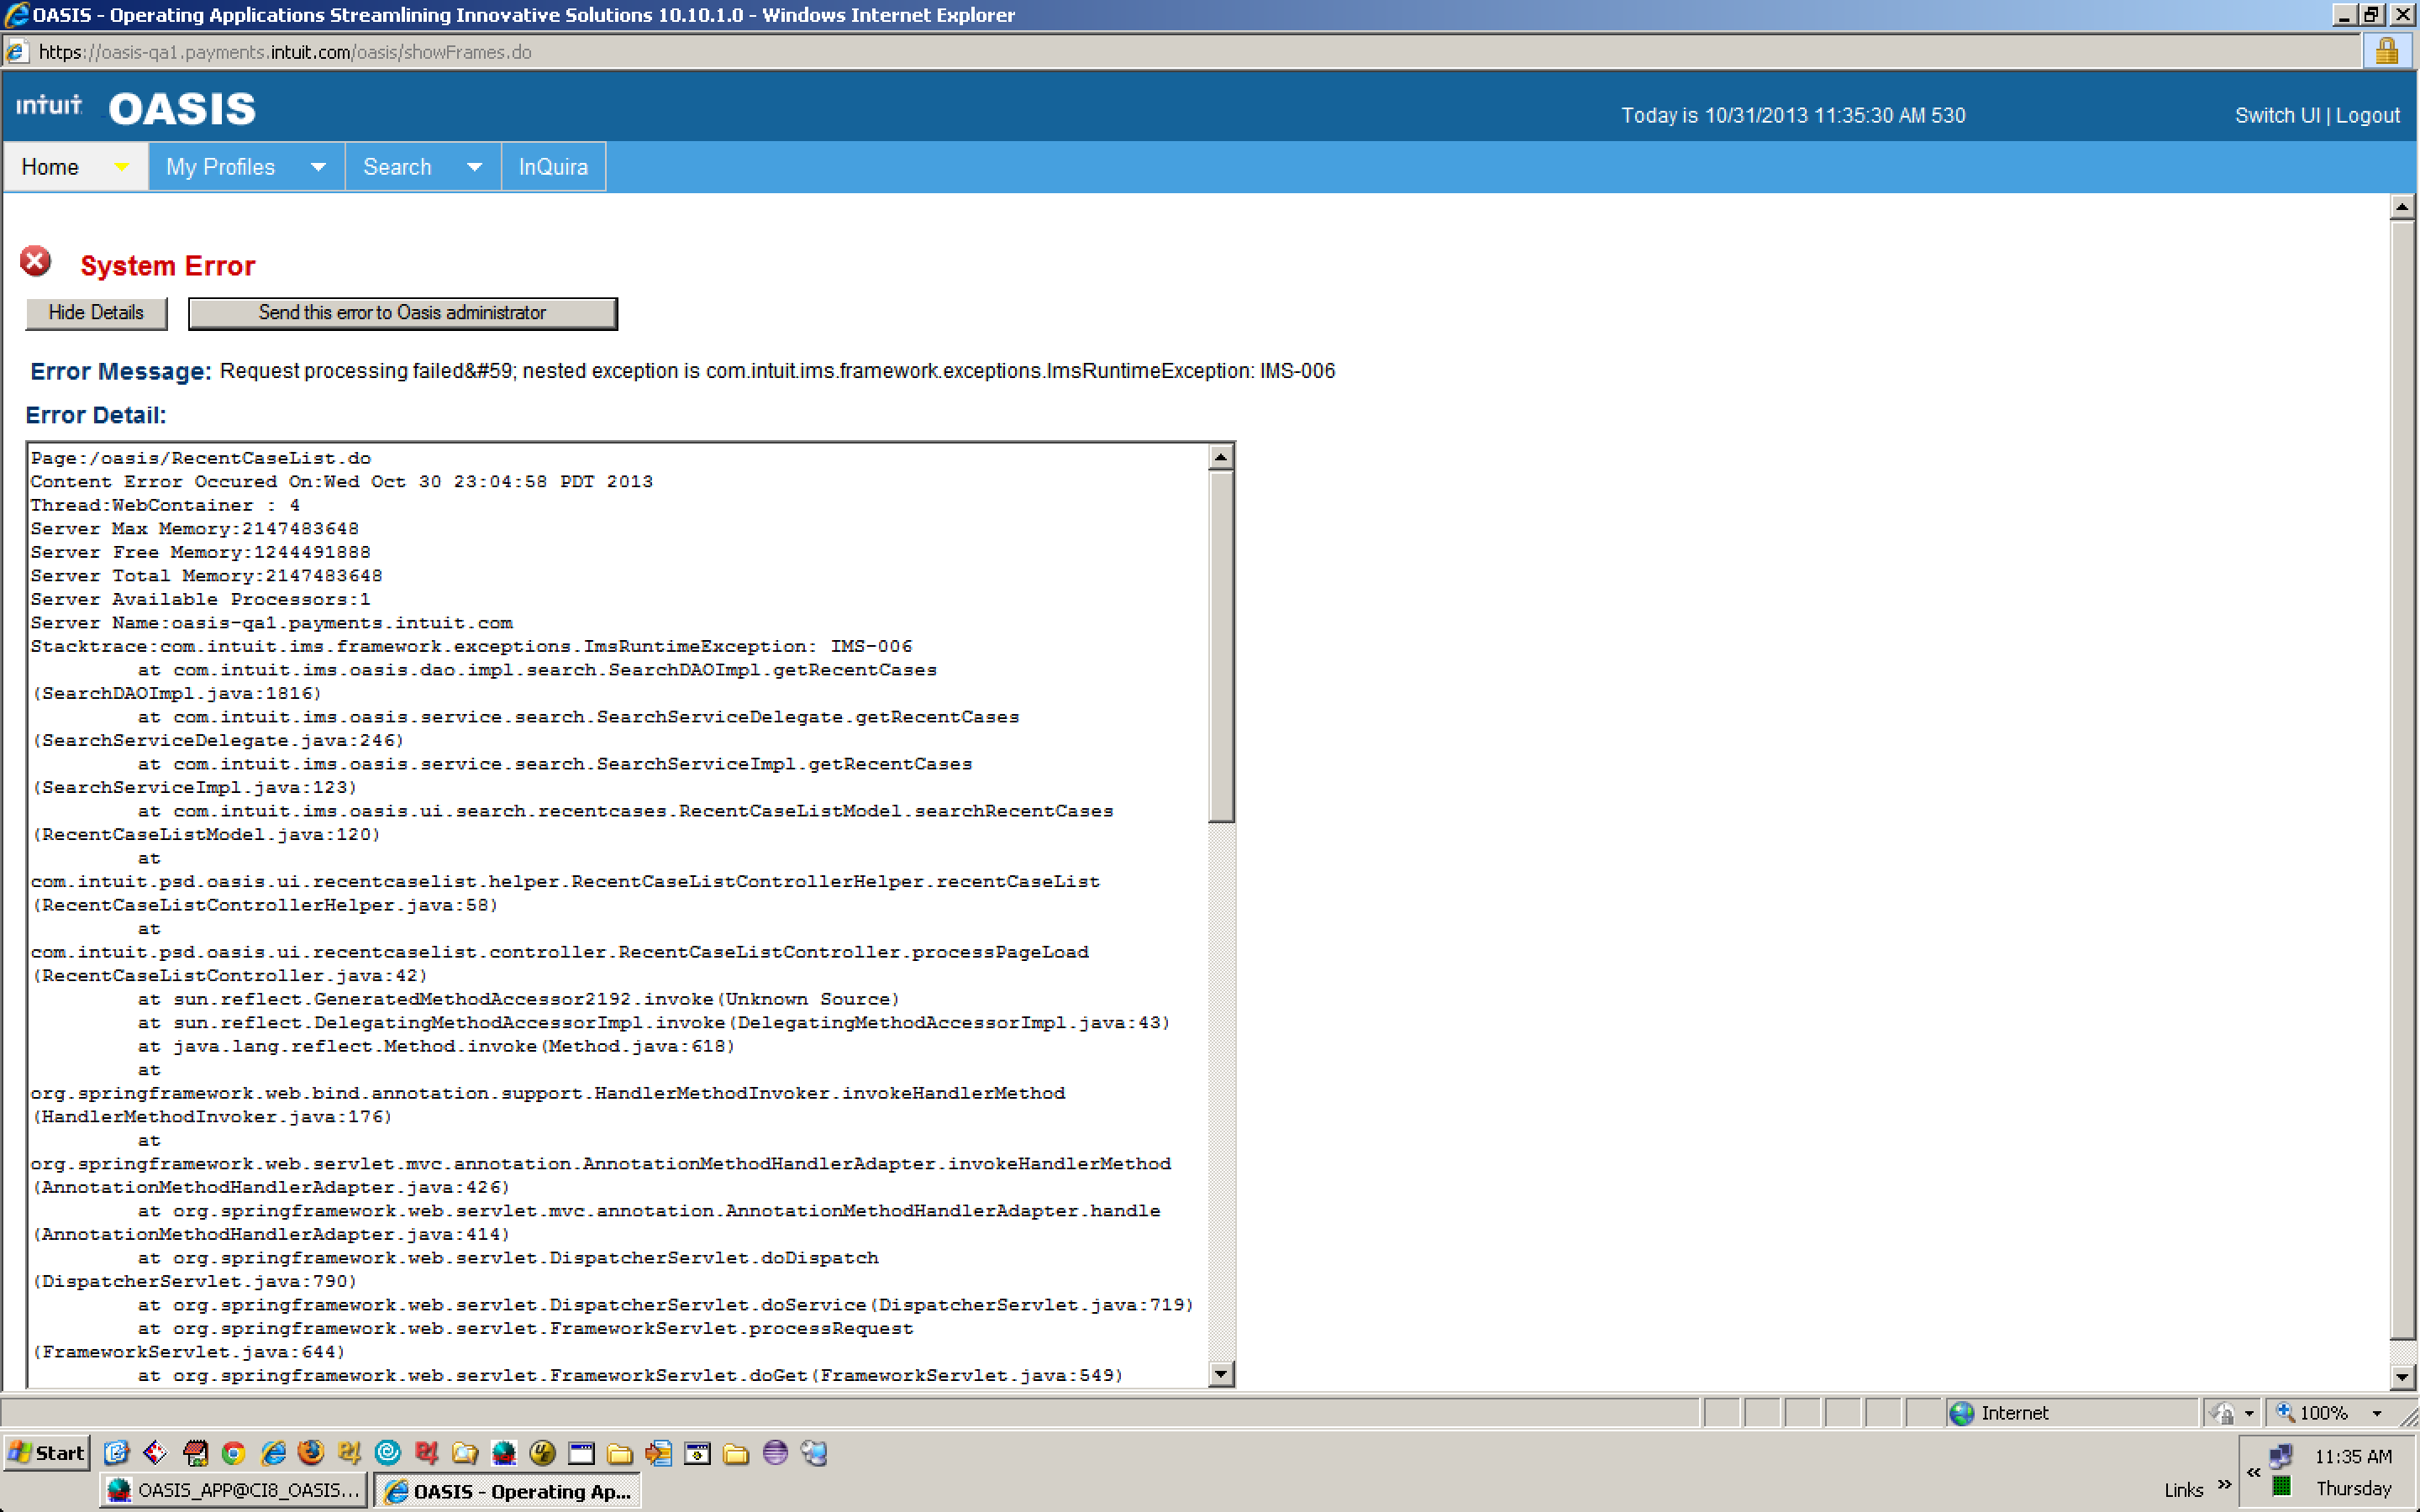 OASIS - Operating Applications Streamlining Innovative Solutions 10.10.1.0 - Windows Internet Explorer
https://oasis-qa1.payments.intuit.com/oasis/showFrames.do
intuit OASIS
Today is 10/31/2013 11:35:30 AM 530
Switch UI | Logout
Home My Profiles Search InQuira
System Error
Hide Details Send this error to Oasis administrator
Error Message: Request processing failed&#59; nested exception is com.intuit.ims.framework.exceptions.ImsRuntimeException: IMS-006
Error Detail:
Page:/oasis/RecentCaseList.do
Content Error Occured On:Wed Oct 30 23:04:58 PDT 2013
Thread:WebContainer : 4
Server Max Memory:2147483648
Server Free Memory:1244491888
Server Total Memory:2147483648
Server Available Processors:1
Server Name:oasis-qa1.payments.intuit.com
Stacktrace:com.intuit.ims.framework.exceptions.ImsRuntimeException: IMS-006
at com.intuit.ims.oasis.dao.impl.search.SearchDAOImpl.getRecentCases
(SearchDAOImpl.java:1816)
at com.intuit.ims.oasis.service.search.SearchServiceDelegate.getRecentCases
(SearchServiceDelegate.java:246)
at com.intuit.ims.oasis.service.search.SearchServiceImpl.getRecentCases
(SearchServiceImpl.java:123)
at com.intuit.ims.oasis.ui.search.recentcases.RecentCaseListModel.searchRecentCases
(RecentCaseListModel.java:120)
at
com.intuit.psd.oasis.ui.recentcaselist.helper.RecentCaseListControllerHelper.recentCaseList
(RecentCaseListControllerHelper.java:58)
at
com.intuit.psd.oasis.ui.recentcaselist.controller.RecentCaseListController.processPageLoad
(RecentCaseListController.java:42)
at sun.reflect.GeneratedMethodAccessor2192.invoke(Unknown Source)
at sun.reflect.DelegatingMethodAccessorImpl.invoke(DelegatingMethodAccessorImpl.java:43)
at java.lang.reflect.Method.invoke(Method.java:618)
at
org.springframework.web.bind.annotation.support.HandlerMethodInvoker.invokeHandlerMethod
(HandlerMethodInvoker.java:176)
at
org.springframework.web.servlet.mvc.annotation.AnnotationMethodHandlerAdapter.invokeHandlerMethod
(AnnotationMethodHandlerAdapter.java:426)
at org.springframework.web.servlet.mvc.annotation.AnnotationMethodHandlerAdapter.handle
(AnnotationMethodHandlerAdapter.java:414)
at org.springframework.web.servlet.DispatcherServlet.doDispatch
(DispatcherServlet.java:790)
at org.springframework.web.servlet.DispatcherServlet.doService(DispatcherServlet.java:719)
at org.springframework.web.servlet.FrameworkServlet.processRequest
(FrameworkServlet.java:644)
at org.springframework.web.servlet.FrameworkServlet.doGet(FrameworkServlet.java:549)
Internet 100%
Start
11:35 AM
OASIS_APP@CI8_OASIS... OASIS - Operating Ap...
Links » «
Thursday